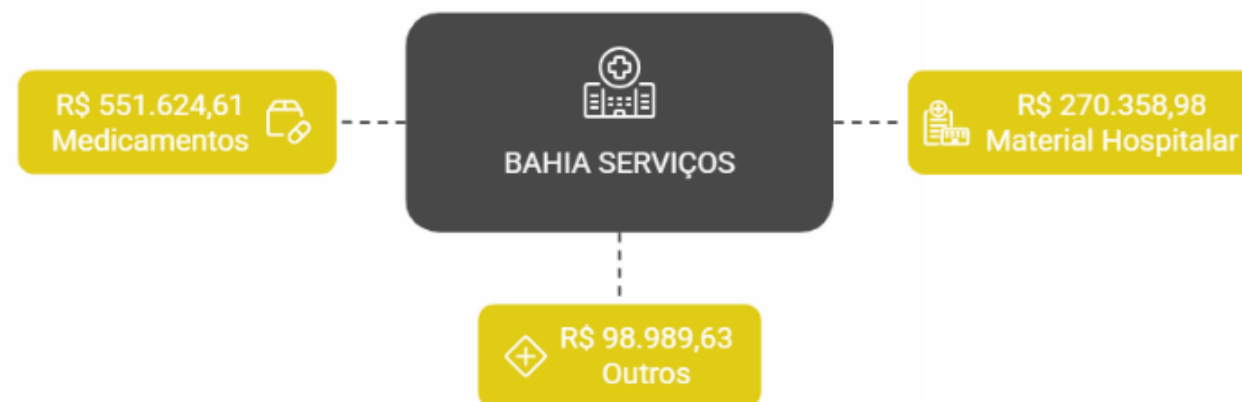 R$ 551.624,61
Medicamentos
BAHIA SERVIÇOS
R$ 270.358,98
Material Hospitalar
R$ 98.989,63
Outros